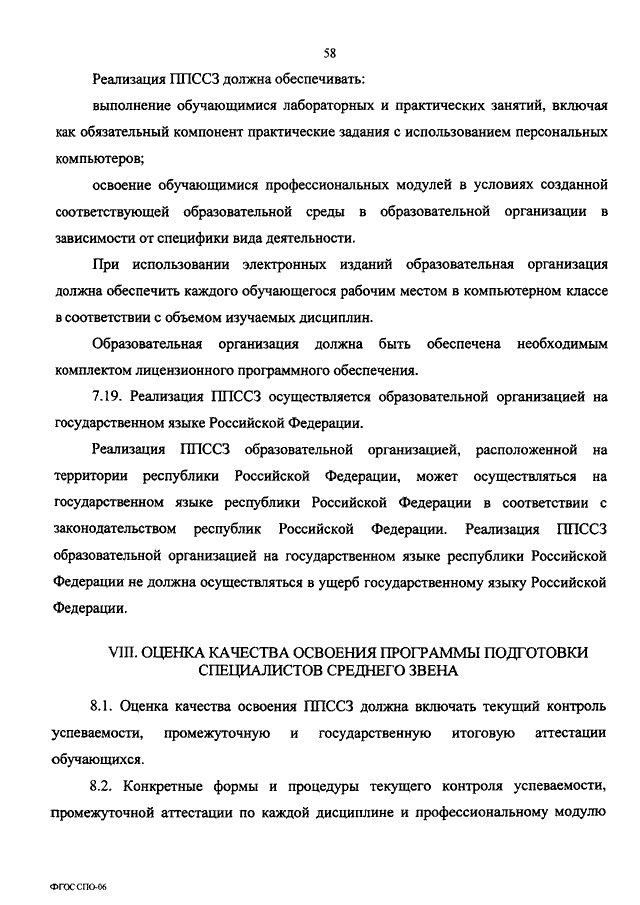 58
Реализация ППССЗ должна обеспечивать:
выполнение обучающимися лабораторных и практических занятий, включая
как обязательный компонент практические задания с использованием персональных
компьютеров;
освоение обучающимися профессиональных модулей в условиях созданной
соответствующей образовательной среды в образовательной организации в
зависимости от специфики вида деятельности.
При использовании электронных изданий образовательная организация
должна обеспечить каждого обучающегося рабочим местом в компьютерном классе
в соответствии с объемом изучаемых дисциплин.
Образовательная организация должна быть обеспечена необходимым
комплектом лицензионного программного обеспечения.
7.19. Реализация ППССЗ осуществляется образовательной организацией на
государственном языке Российской Федерации.
Реализация ППССЗ образовательной организацией, расположенной на
территории республики Российской Федерации, может осуществляться на
государственном языке республики Российской Федерации в соответствии с
законодательством республик Российской Федерации. Реализация ППССЗ
образовательной организацией на государственном языке республики Российской
Федерации не должна осуществляться в ущерб государственному языку Российской
Федерации.
VIII. ОЦЕНКА КАЧЕСТВА ОСВОЕНИЯ ПРОГРАММЫ ПОДГОТОВКИ
СПЕЦИАЛИСТОВ СРЕДНЕГО ЗВЕНА
8.1. Оценка качества освоения ППССЗ должна включать текущий контроль
успеваемости, промежуточную и государственную итоговую аттестации
обучающихся.
8.2. Конкретные формы и процедуры текущего контроля успеваемости,
промежуточной аттестации по каждой дисциплине и профессиональному модулю
ФГОС СПО-06